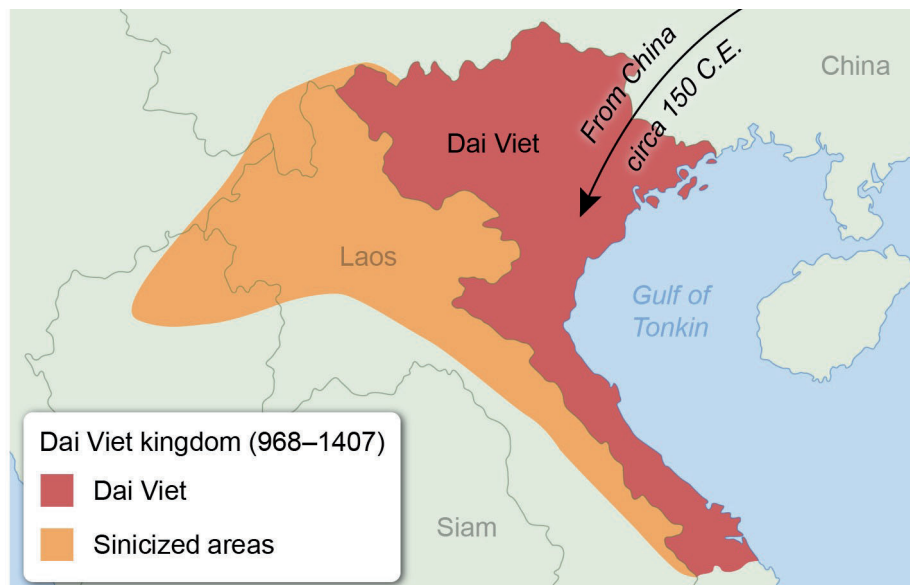 From China
circa 150 C.E.
China
Dai Viet
Laos
Gulf of
Tonkin
Siam
Dai Viet kingdom (968–1407)
Dai Viet
Sinicized areas